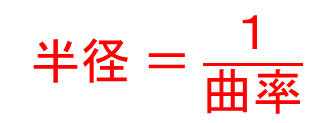 半径 = 1/曲率